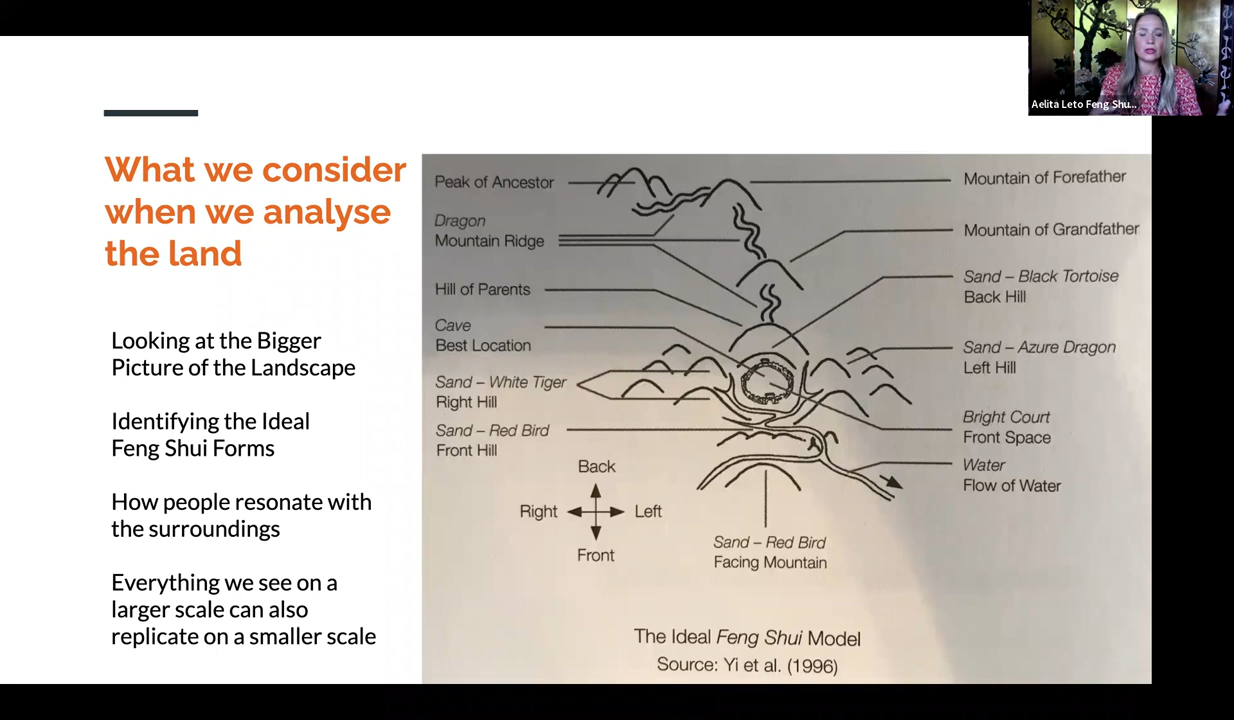 Aelita Leto Feng Shu...
What we consider
when we analyse
the land
Looking at the Bigger
Picture of the Landscape
Identifying the Ideal
Feng Shui Forms
How people resonate with
the surroundings
Everything we see on a
larger scale can also
replicate on a smaller scale
Peak of Ancestor
Dragon
Mountain Ridge
Hill of Parents
Cave
Best Location
Sand – White Tiger
Right Hill
Sand – Red Bird
Front Hill
Mountain of Forefather
Mountain of Grandfather
Sand – Black Tortoise
Back Hill
Sand – Azure Dragon
Left Hill
Bright Court
Front Space
Water
Flow of Water
Back
Right
Left
Front
Sand – Red Bird
Facing Mountain
The Ideal Feng Shui Model
Source: Yi et al. (1996)